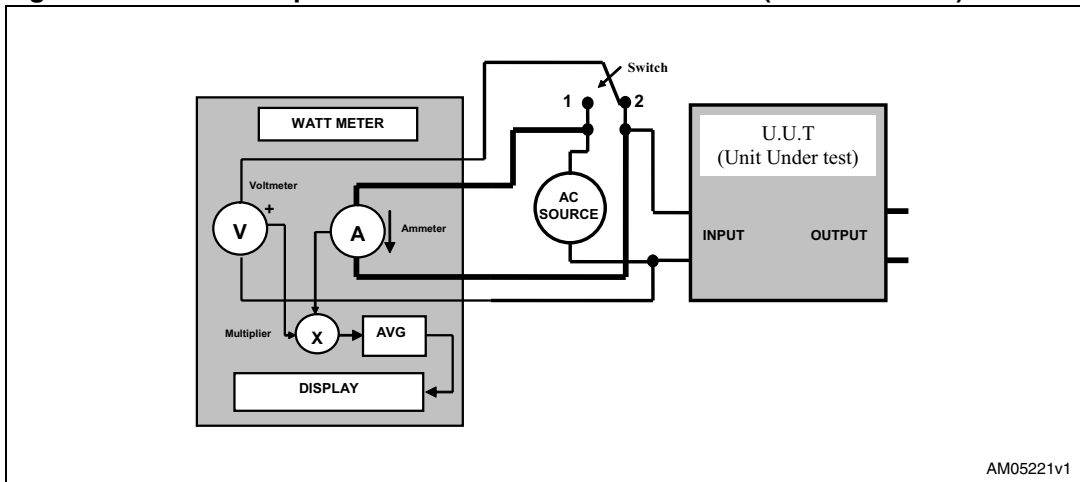 Switch
1
2
WATT METER
U.U.T
(Unit Under test)
Voltmeter
+
AC
SOURCE
V
A
Ammeter
INPUT
OUTPUT
Multiplier
X
AVG
DISPLAY
AM05221v1